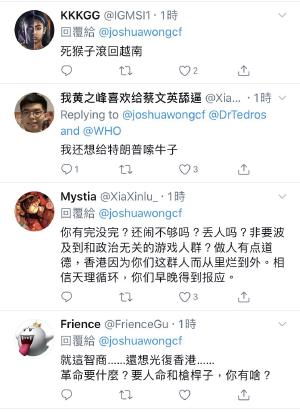 KKKGG @IGMSI1 · 1時
回覆給 @joshuawongcf
死猴子滾回越南
2
我黄之峰喜欢给蔡文英舔逼 @Xia... · 1時
Replying to @joshuawongcf @DrTedros
and @WHO
我还想给特朗普嗦牛子
1 3
Mystia @XiaXinlu_ · 1時
回覆給 @joshuawongcf
你有完没完？还闹不够吗？丢人吗？非要波
及到和政治无关的游戏人群？做人有点道
德，香港因为你们这群人而从里烂到外。相
信天理循环，你们早晚得到报应。
3
Frience @FrienceGu · 1時
回覆給 @joshuawongcf
就這智商......還想光復香港......
革命要什麼？要人命和槍桿子，你有啥？